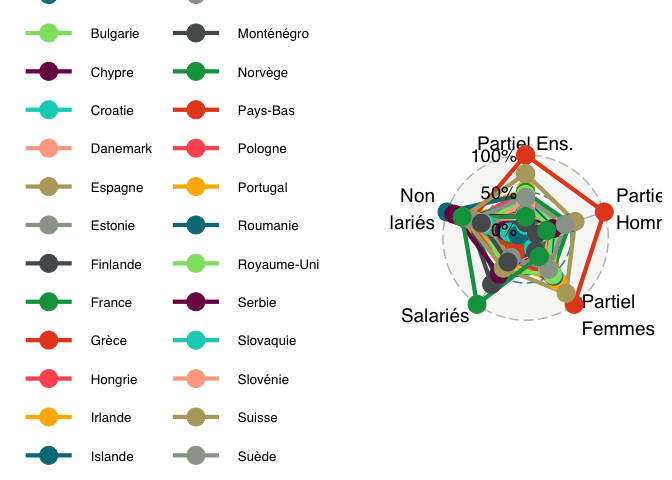 Bulgarie
Chypre
Croatie
Danemark
Espagne
Estonie
Finlande
France
Grèce
Hongrie
Irlande
Islande
Monténégro
Norvège
Pays-Bas
Pologne
Portugal
Roumanie
Royaume-Uni
Serbie
Slovaquie
Slovénie
Suisse
Suède
Partiel Ens.
100%
50%
0%
Partie
Homm
Partiel
Femmes
Salariés
Non
lariés